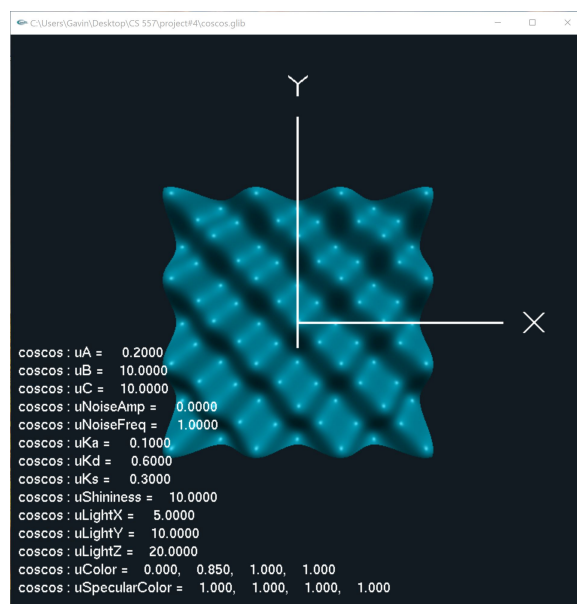 C:\Users\Gavin\Desktop\CS 557\project#4\coscos.glib
Y
X
coscos : uA = 0.2000
coscos : uB = 10.0000
coscos : uC = 10.0000
coscos : uNoiseAmp = 0.0000
coscos : uNoiseFreq = 1.0000
coscos : uKa = 0.1000
coscos : uKd = 0.6000
coscos : uKs = 0.3000
coscos : uShininess = 10.0000
coscos : uLightX = 5.0000
coscos : uLightY = 10.0000
coscos : uLightZ = 20.0000
coscos : uColor = 0.000, 0.850, 1.000, 1.000
coscos : uSpecularColor = 1.000, 1.000, 1.000, 1.000